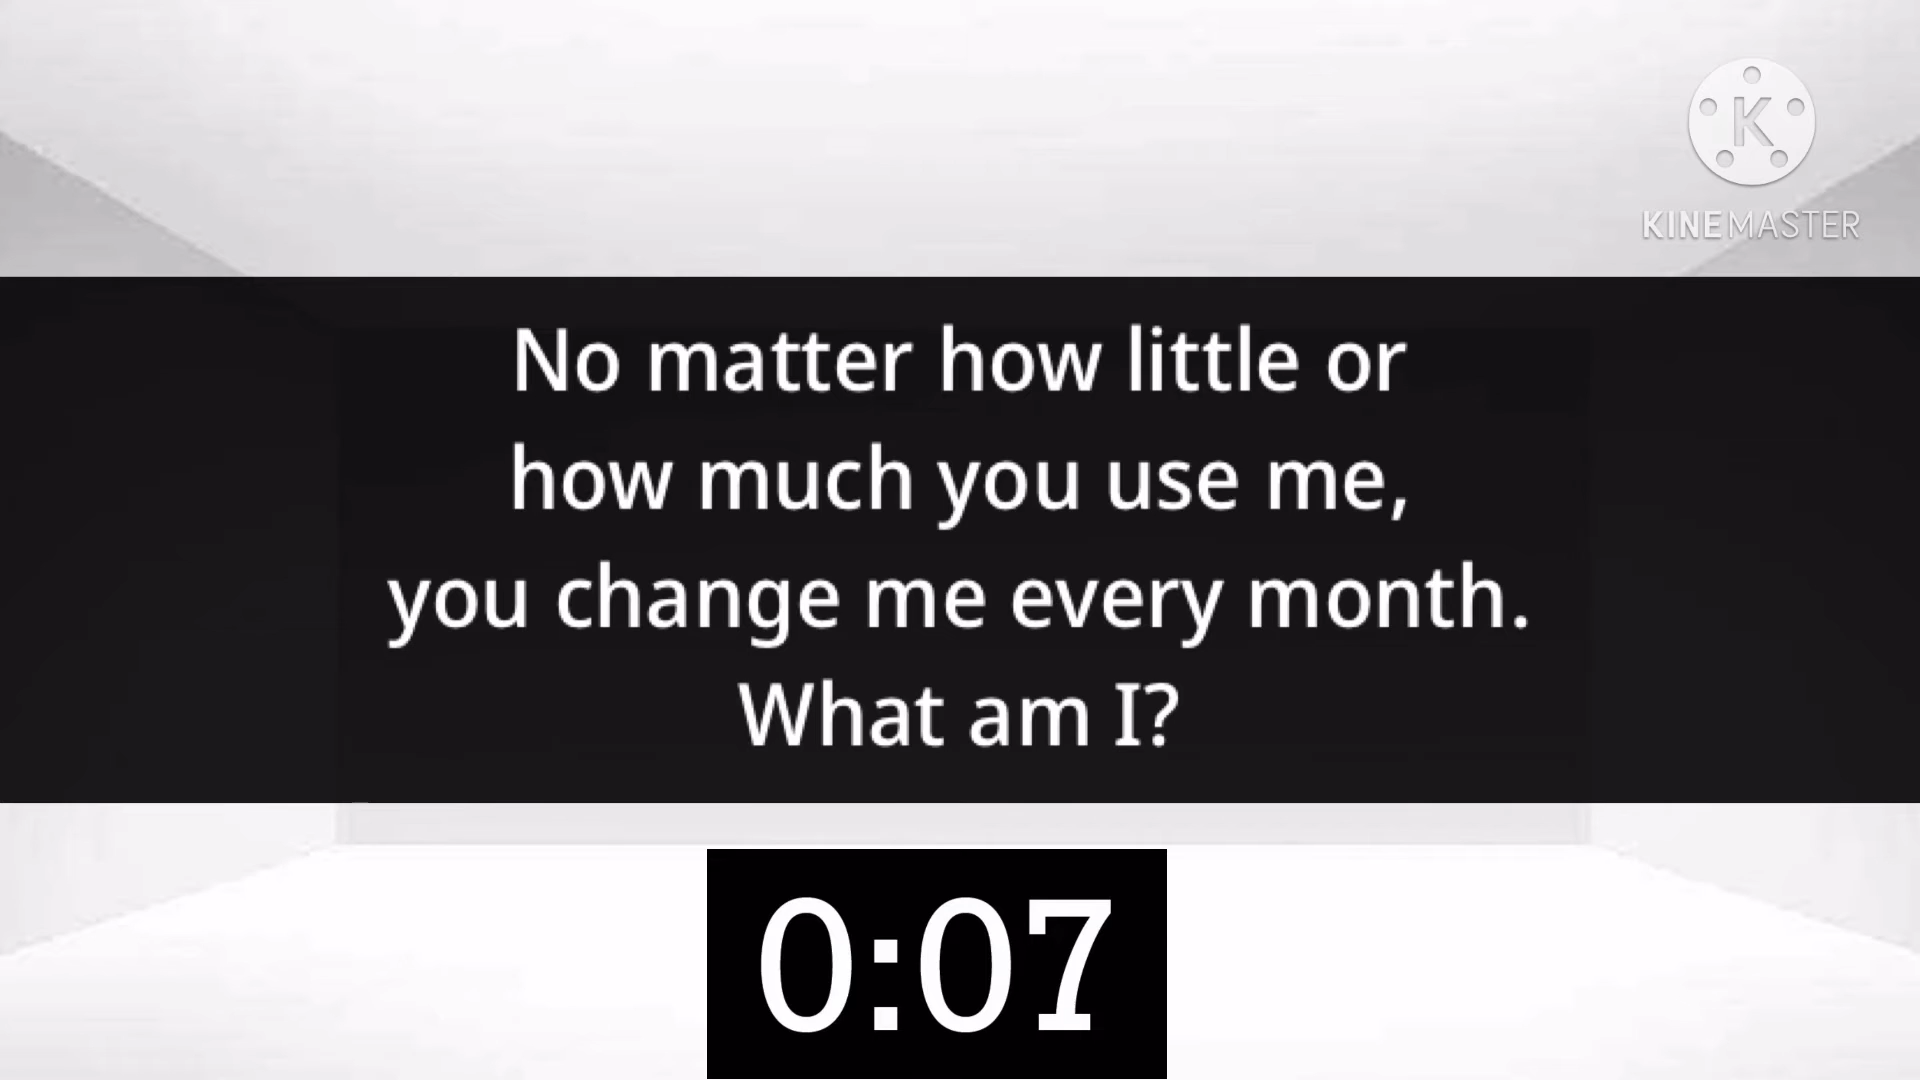 K
KINEMASTER
No matter how little or
how much you use me,
you change me every month.
What am I?
0:07